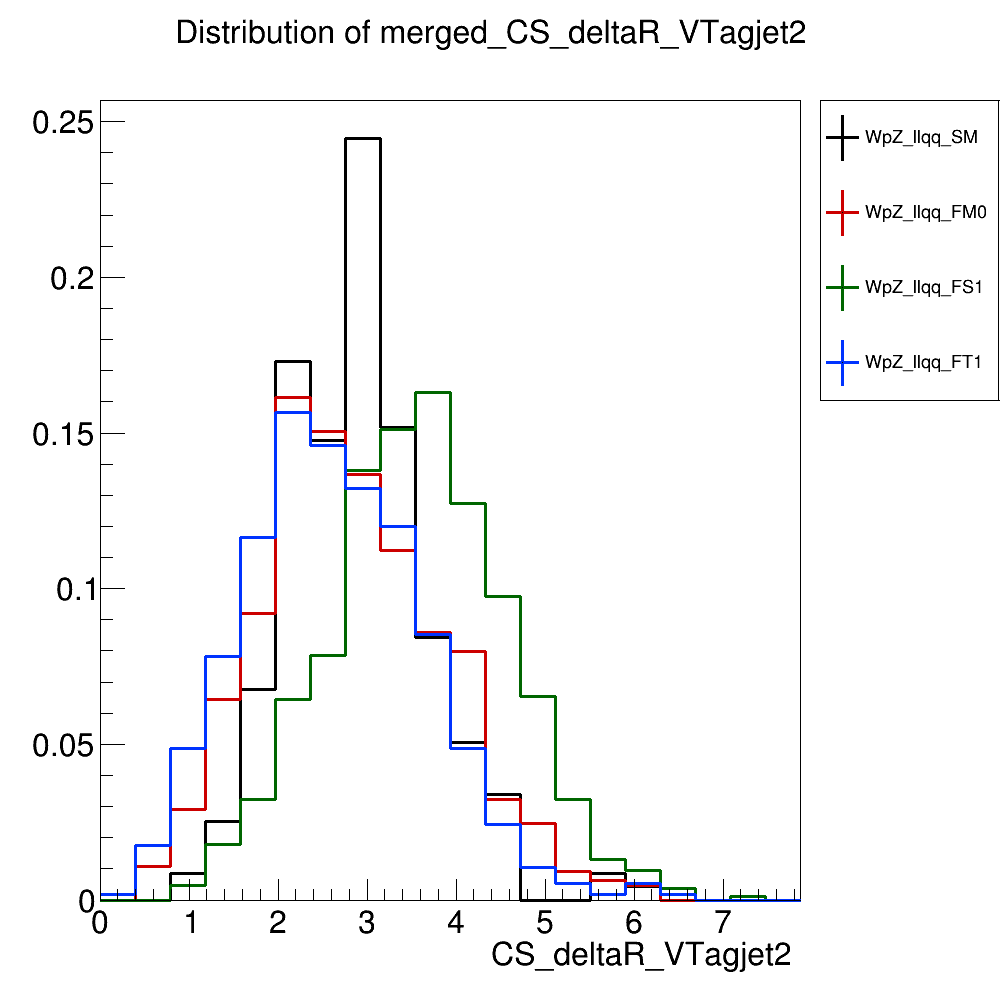 Distribution of merged_CS_deltaR_VTagjet2
0.25
0.2
0.15
0.1
0.05
0
0 1 2 3 4 5 6 7
CS_deltaR_VTagjet2
WpZ_llqq_SM
WpZ_llqq_FM0
WpZ_llqq_FS1
WpZ_llqq_FT1